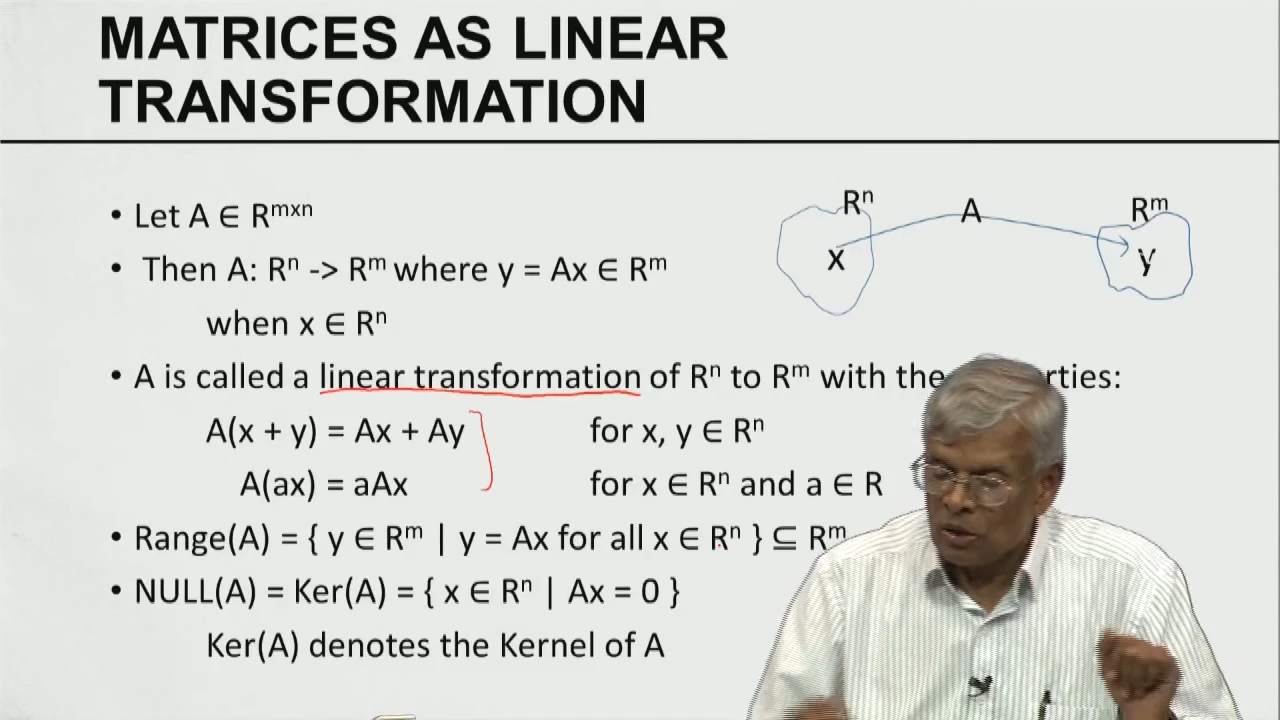 MATRICES AS LINEAR
TRANSFORMATION
• Let A ∈ Rᵐˣⁿ
• Then A: Rⁿ -> Rᵐ where y = Ax ∈ Rᵐ
when x ∈ Rⁿ
Rⁿ A Rᵐ
x y
• A is called a linear transformation of Rⁿ to Rᵐ with the rties:
A(x + y) = Ax + Ay for x, y ∈ Rⁿ
A(ax) = aAx for x ∈ Rⁿ and a ∈ R
• Range(A) = { y ∈ Rᵐ | y = Ax for all x ∈ Rⁿ } ⊆ Rᵐ
• NULL(A) = Ker(A) = { x ∈ Rⁿ | Ax = 0 }
Ker(A) denotes the Kernel of A